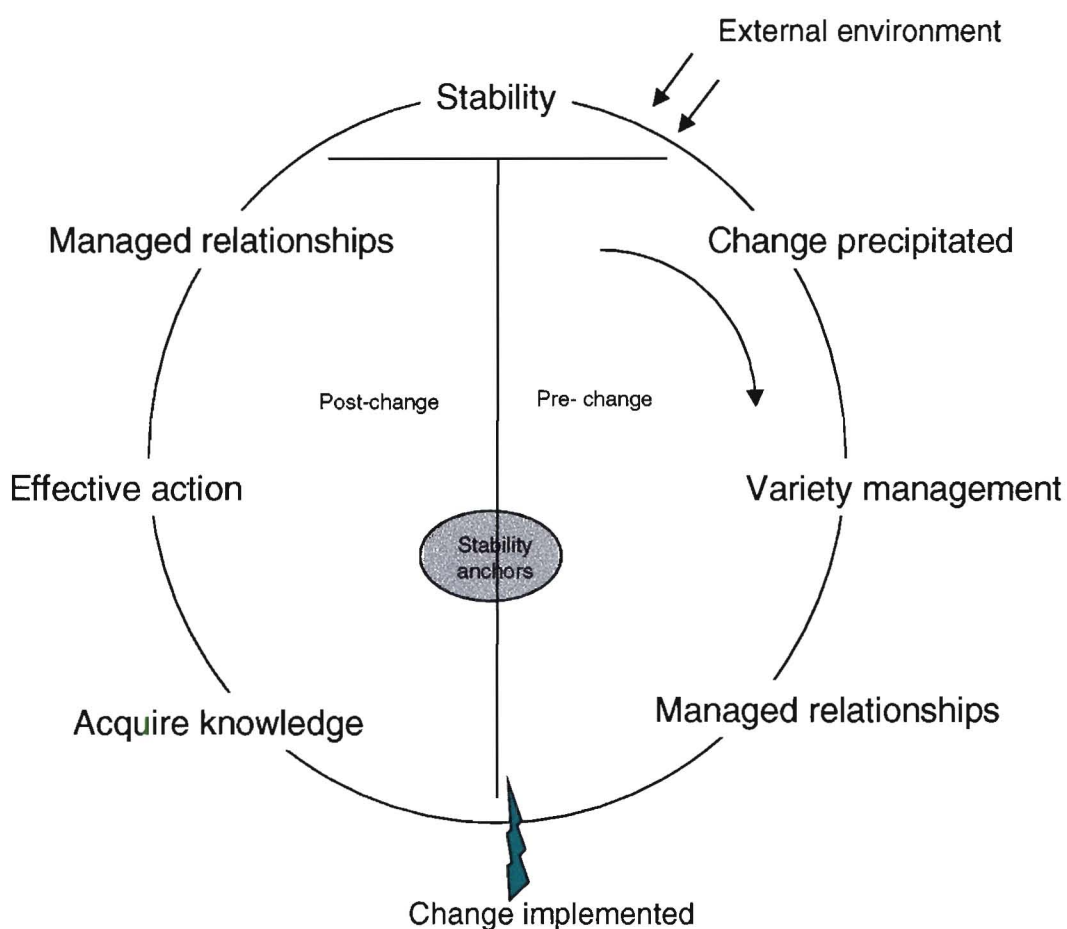 External environment
Stability
Managed relationships
Change precipitated
Post-change
Pre- change
Effective action
Variety management
Stability
anchors
Acquire knowledge
Managed relationships
Change implemented